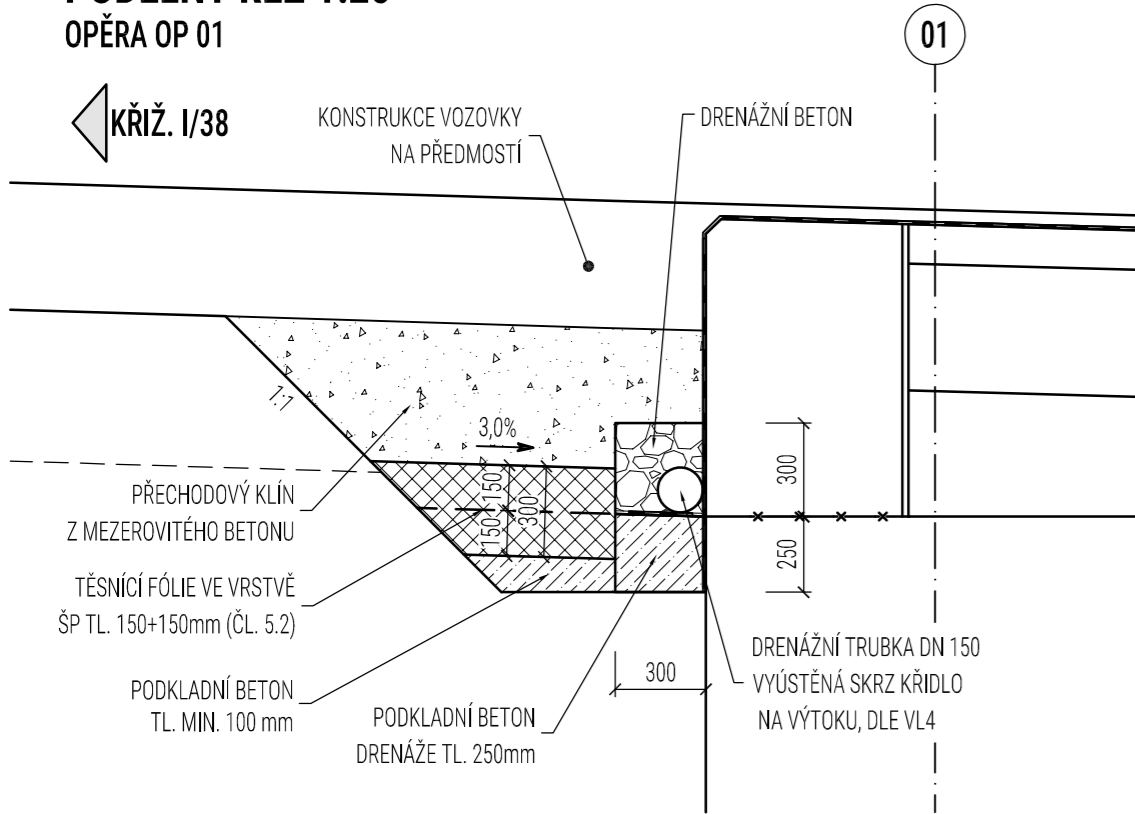 OPĚRA OP 01
01
KŘIŽ. I/38
KONSTRUKCE VOZOVKY
NA PŘEDMOSTÍ
DRENÁŽNÍ BETON
1:1
3,0%
150
150
300
300
250
PŘECHODOVÝ KLÍN
Z MEZEROVITÉHO BETONU
TĚSNÍCÍ FÓLIE VE VRSTVĚ
ŠP TL. 150+150mm (ČL. 5.2)
PODKLADNÍ BETON
TL. MIN. 100 mm
300
PODKLADNÍ BETON
DRENÁŽE TL. 250mm
DRENÁŽNÍ TRUBKA DN 150
VYÚSTĚNÁ SKRZ KŘÍDLO
NA VÝTOKU, DLE VL4